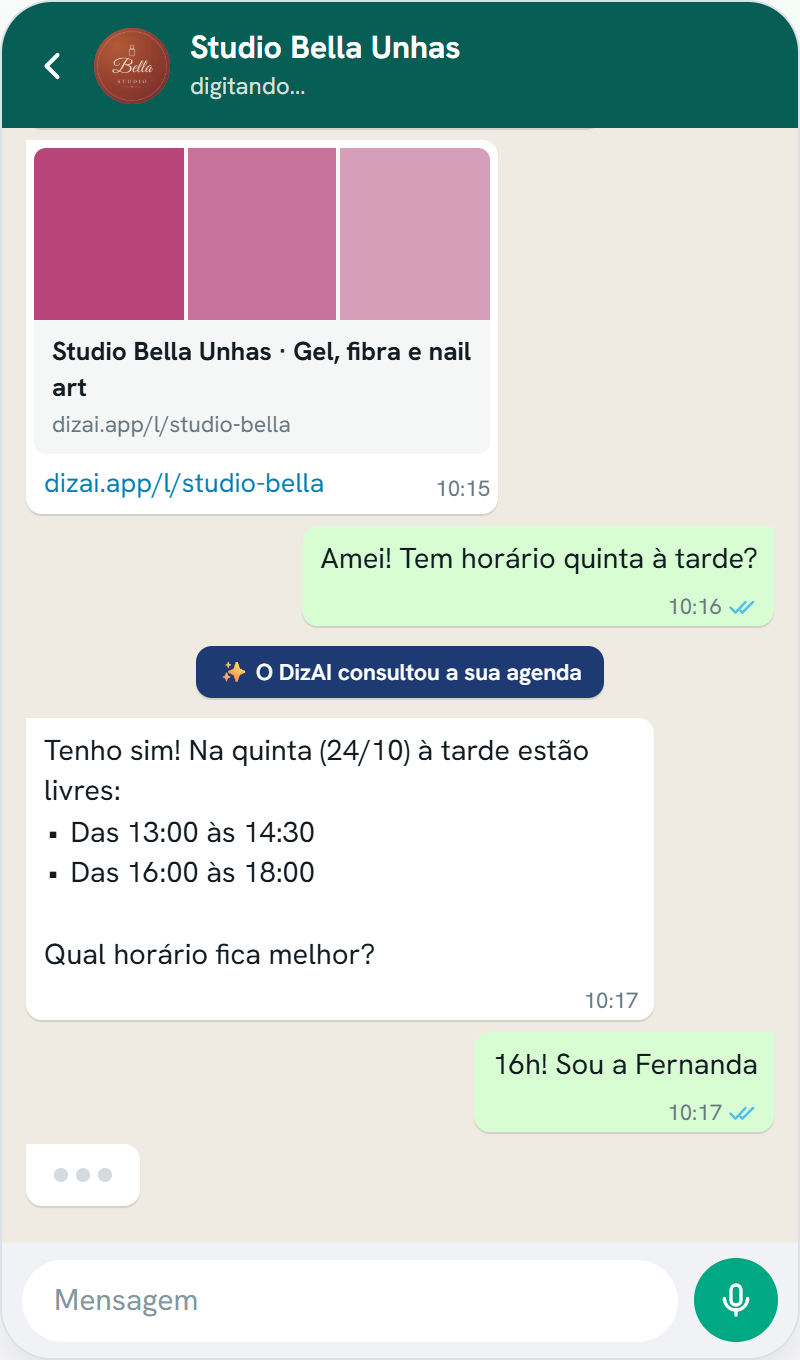 Studio Bella Unhas
digitando...
Bella
STUDIO
Studio Bella Unhas · Gel, fibra e nail
art
dizai.app/l/studio-bella
dizai.app/l/studio-bella
10:15
Amei! Tem horário quinta à tarde?
10:16
✨ O DizAI consultou a sua agenda
Tenho sim! Na quinta (24/10) à tarde estão
livres:
▪ Das 13:00 às 14:30
▪ Das 16:00 às 18:00
Qual horário fica melhor?
10:17
16h! Sou a Fernanda
10:17
Mensagem